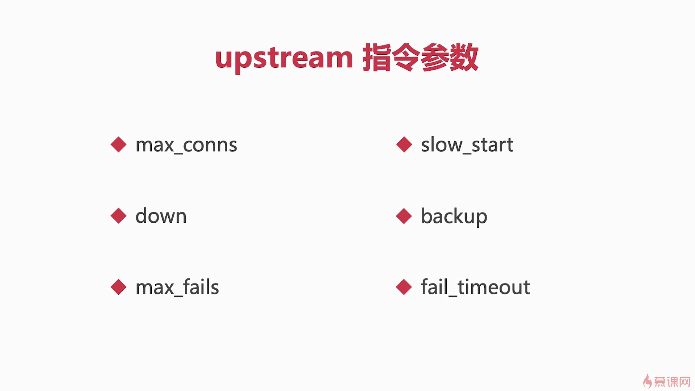 upstream 指令参数
max_conns
slow_start
down
backup
max_fails
fail_timeout
慕课网